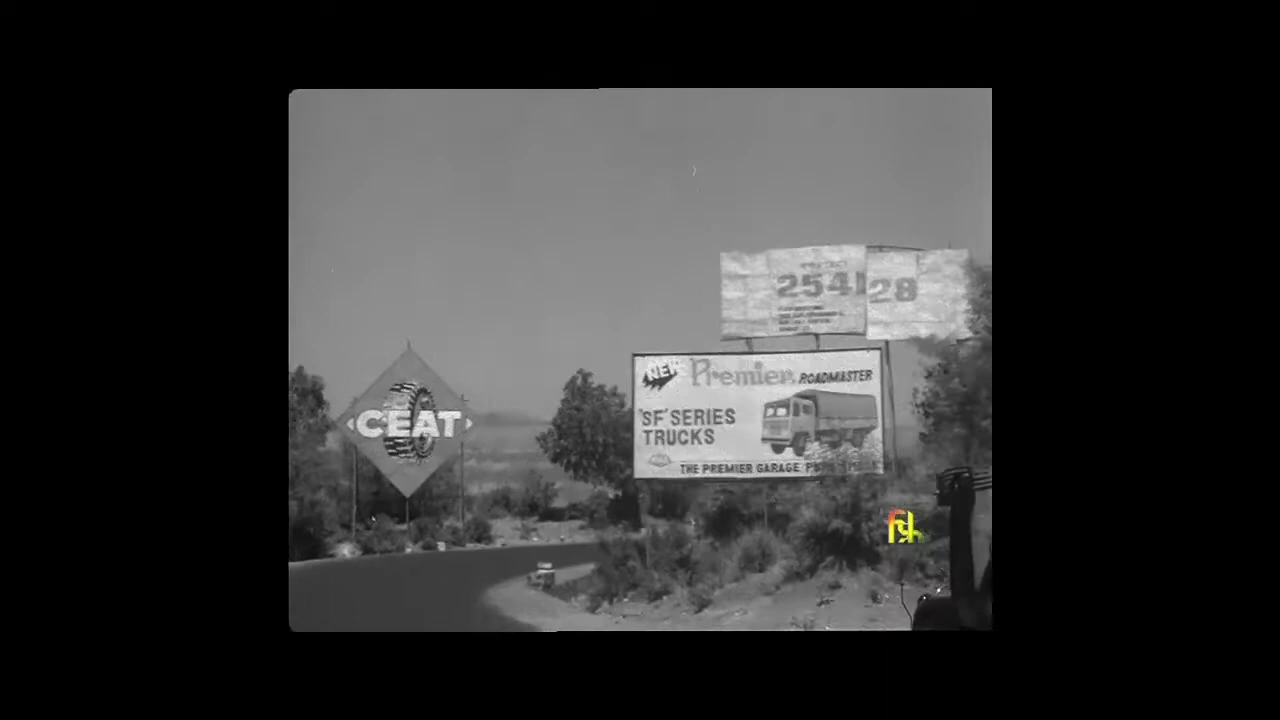 2541 28
NEW Premier ROADMASTER
'SF' SERIES
TRUCKS
THE PREMIER GARAGE
CEAT